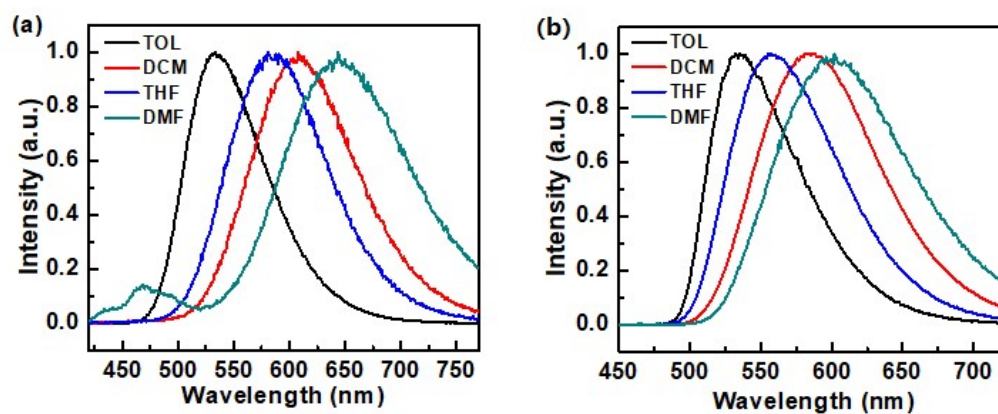 (a)
TOL
DCM
THF
DMF
Intensity (a.u.)
1.0
0.8
0.6
0.4
0.2
0.0
450 500 550 600 650 700 750
Wavelength (nm)
(b)
TOL
DCM
THF
DMF
Intensity (a.u.)
1.0
0.8
0.6
0.4
0.2
0.0
450 500 550 600 650 700
Wavelength (nm)